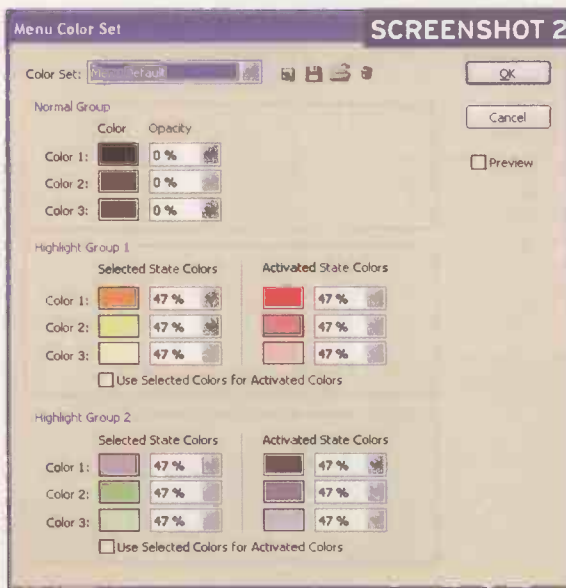 Menu Color Set
SCREENSHOT 2
Color Set: Menu Default
OK
Normal Group
Cancel
Color Opacity
Preview
Color 1: 0 %
Color 2: 0 %
Color 3: 0 %
Highlight Group 1
Selected State Colors Activated State Colors
Color 1: 47 % 47 %
Color 2: 47 % 47 %
Color 3: 47 % 47 %
Use Selected Colors for Activated Colors
Highlight Group 2
Selected State Colors Activated State Colors
Color 1: 47 % 47 %
Color 2: 47 % 47 %
Color 3: 47 % 47 %
Use Selected Colors for Activated Colors